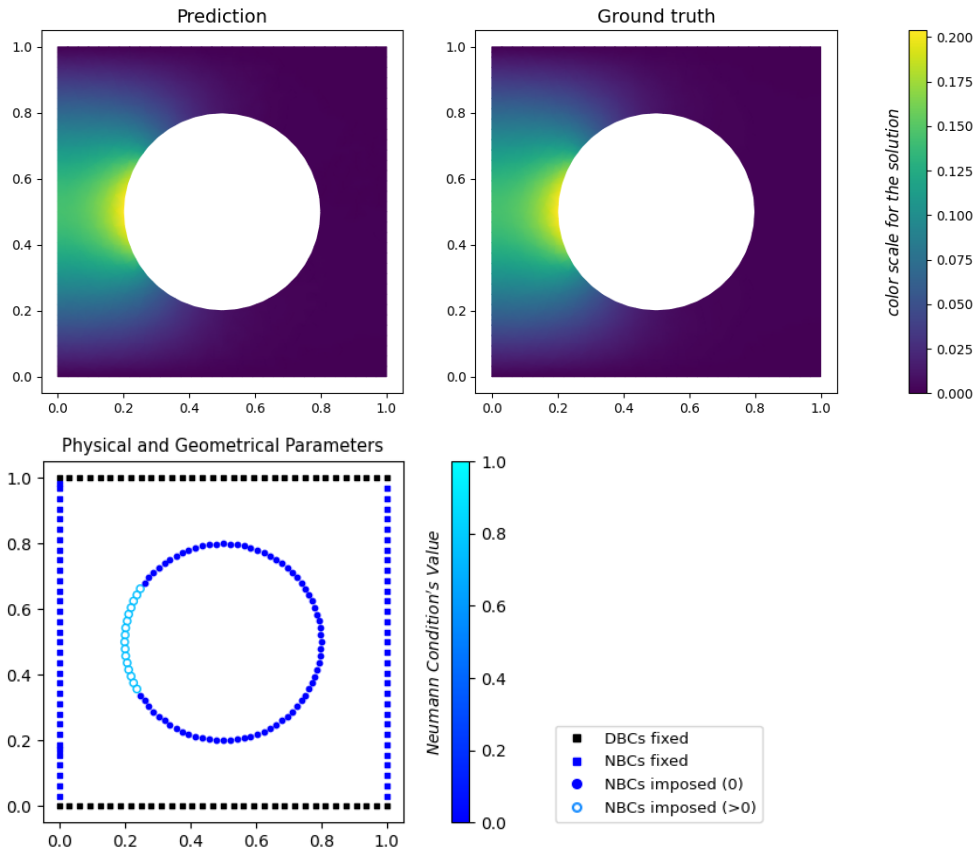 Prediction
1.0
0.8
0.6
0.4
0.2
0.0
0.0 0.2 0.4 0.6 0.8 1.0
Ground truth
1.0
0.8
0.6
0.4
0.2
0.0
0.0 0.2 0.4 0.6 0.8 1.0
color scale for the solution
0.200
0.175
0.150
0.125
0.100
0.075
0.050
0.025
0.000
Physical and Geometrical Parameters
1.0
0.8
0.6
0.4
0.2
0.0
0.0 0.2 0.4 0.6 0.8 1.0
Neumann Condition's Value
1.0
0.8
0.6
0.4
0.2
0.0
DBCs fixed
NBCs fixed
NBCs imposed (0)
NBCs imposed (>0)